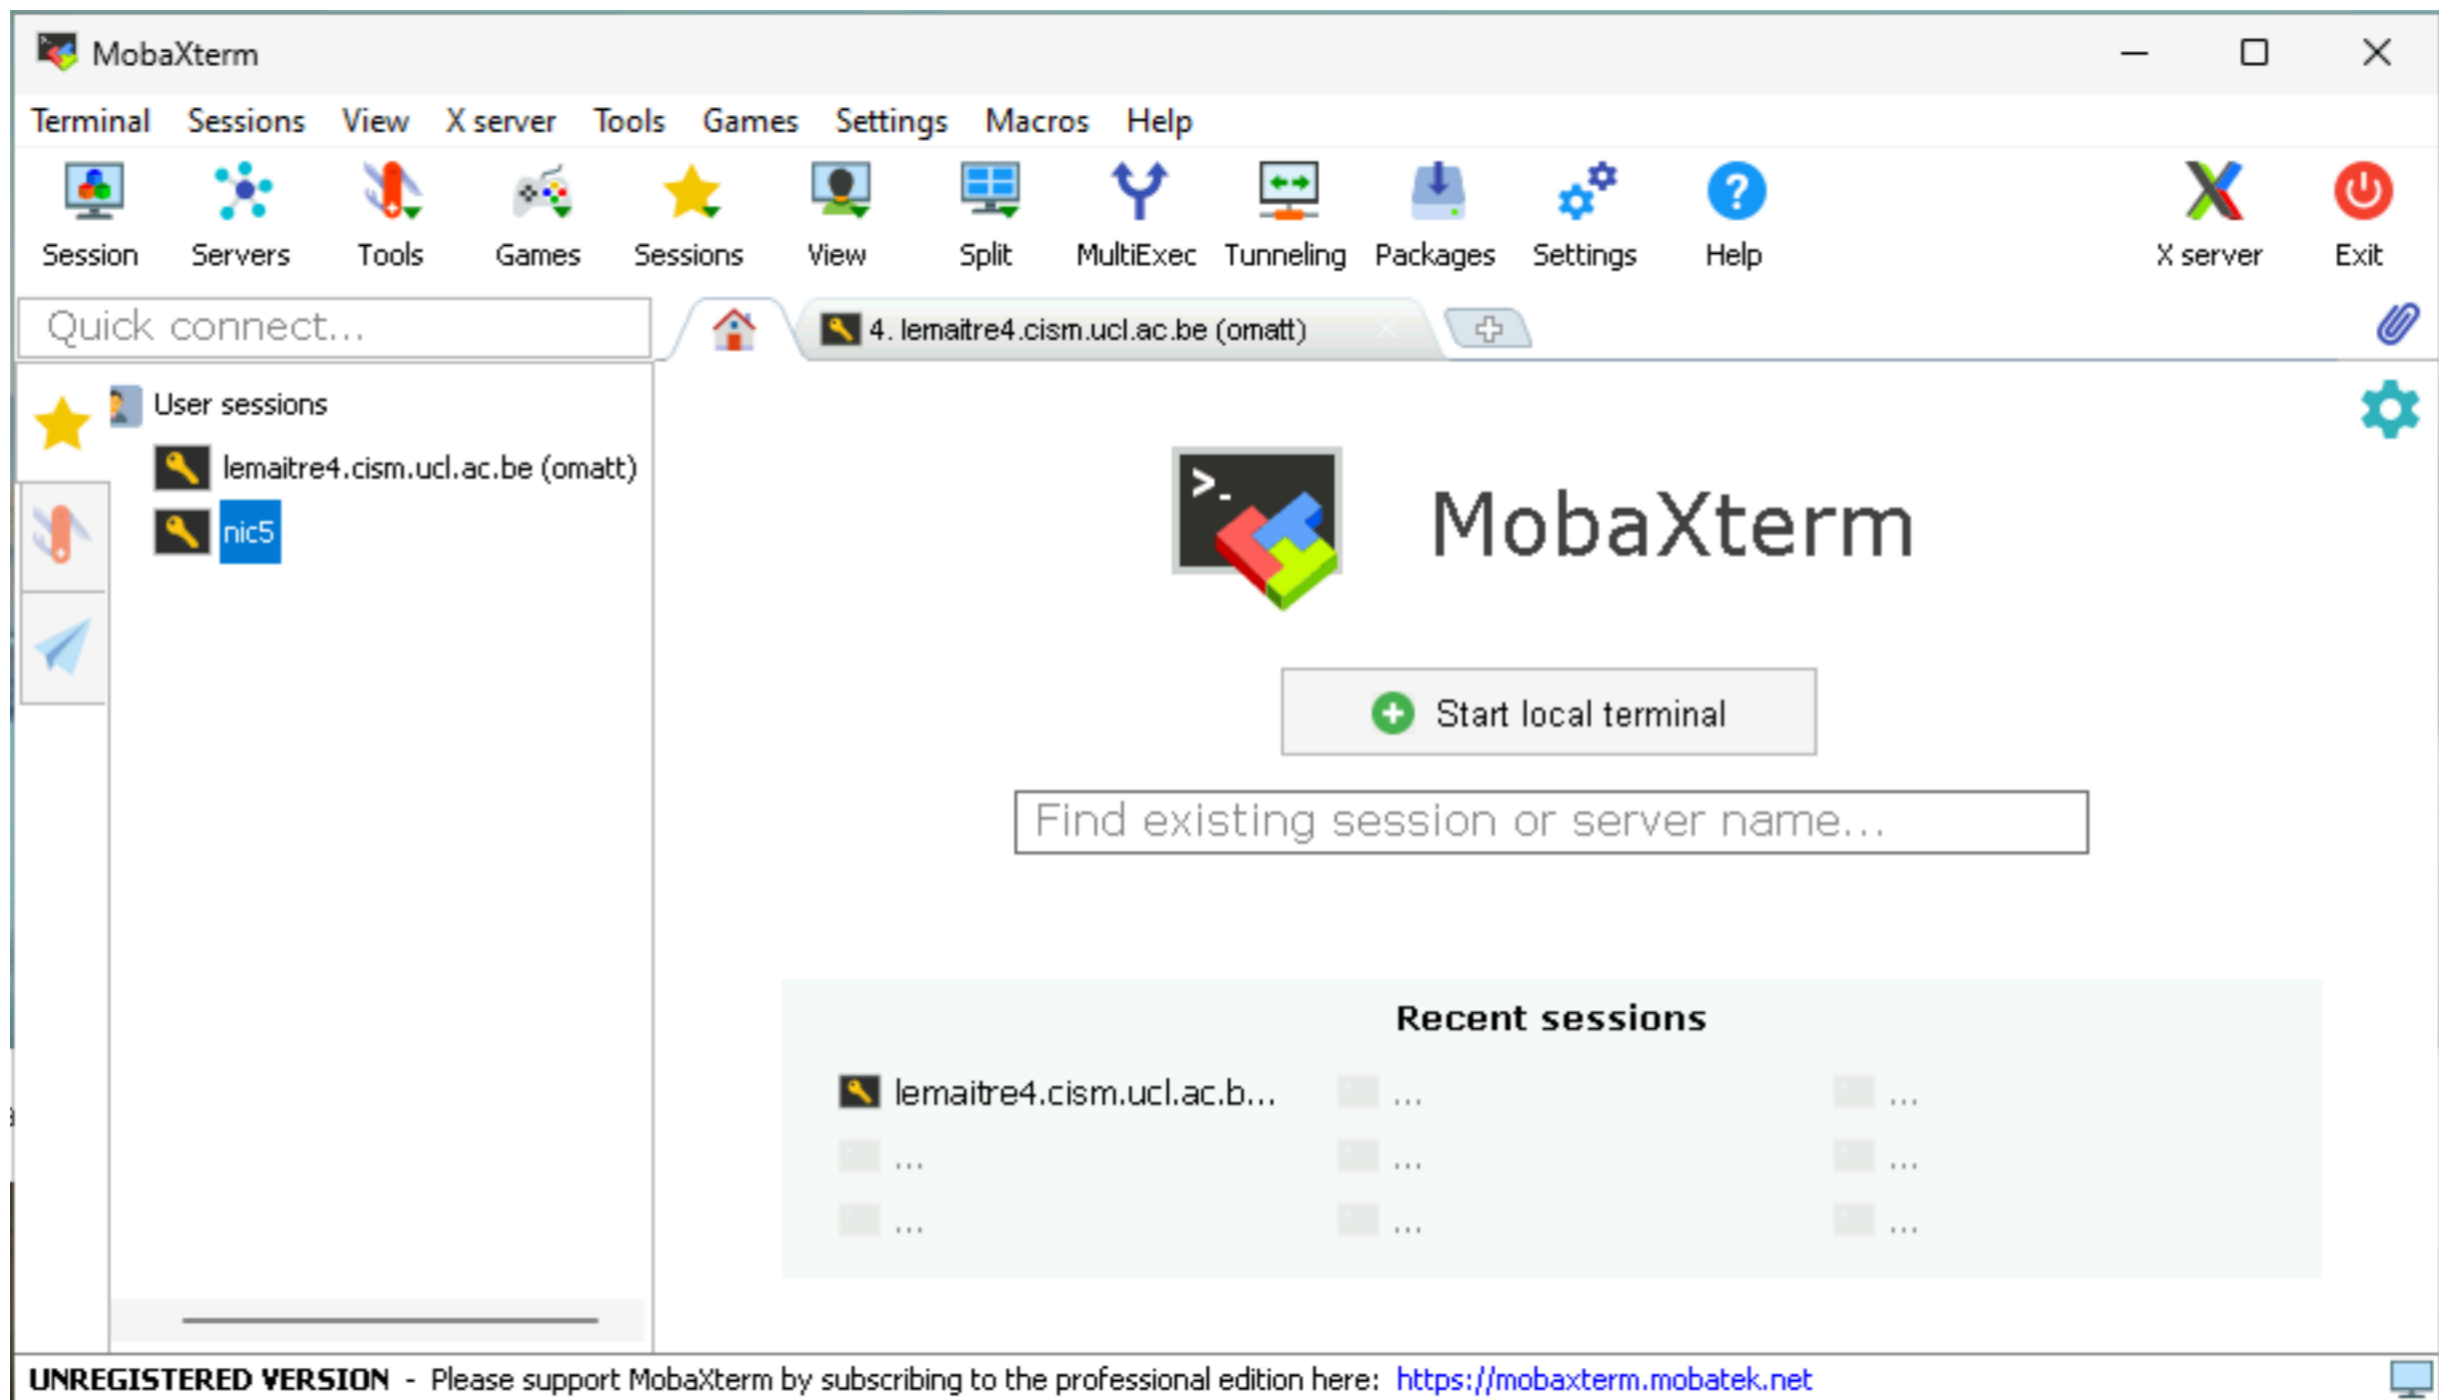 MobaXterm
Terminal Sessions View X server Tools Games Settings Macros Help
Session Servers Tools Games Sessions View Split MultiExec Tunneling Packages Settings Help X server Exit
Quick connect...
4. lemaitre4.cism.ucl.ac.be (omatt)
User sessions
lemaitre4.cism.ucl.ac.be (omatt)
nic5
>_
MobaXterm
Start local terminal
Find existing session or server name...
Recent sessions
lemaitre4.cism.ucl.ac.b... ... ...
... ... ...
... ... ...
UNREGISTERED VERSION - Please support MobaXterm by subscribing to the professional edition here: https://mobaxterm.mobatek.net